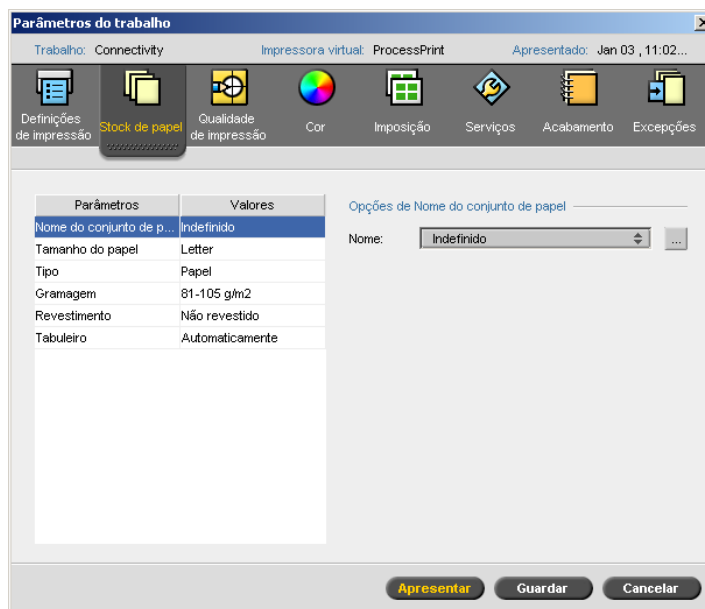 Parâmetros do trabalho
Trabalho: Connectivity Impressora virtual: ProcessPrint Apresentado: Jan 03 , 11:02...
Definições de impressão
Stock de papel
Qualidade de impressão
Cor
Imposição
Serviços
Acabamento
Excepções
Parâmetros Valores
Nome do conjunto de p... Indefinido
Tamanho do papel Letter
Tipo Papel
Gramagem 81-105 g/m2
Revestimento Não revestido
Tabuleiro Automaticamente
Opções de Nome do conjunto de papel
Nome: Indefinido ...
Apresentar Guardar Cancelar